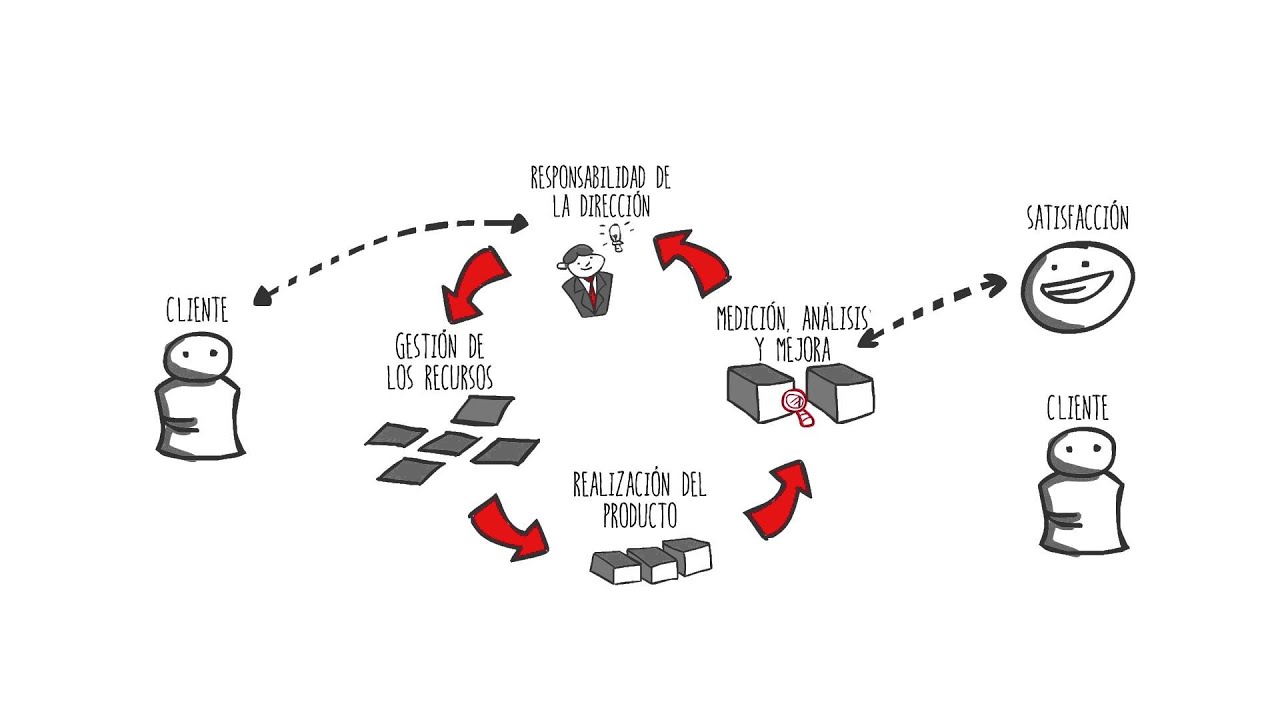 RESPONSABILIDAD DE
LA DIRECCIÓN
SATISFACCIÓN
CLIENTE
MEDICIÓN, ANÁLISIS
Y MEJORA
GESTIÓN DE
LOS RECURSOS
CLIENTE
REALIZACIÓN DEL
PRODUCTO